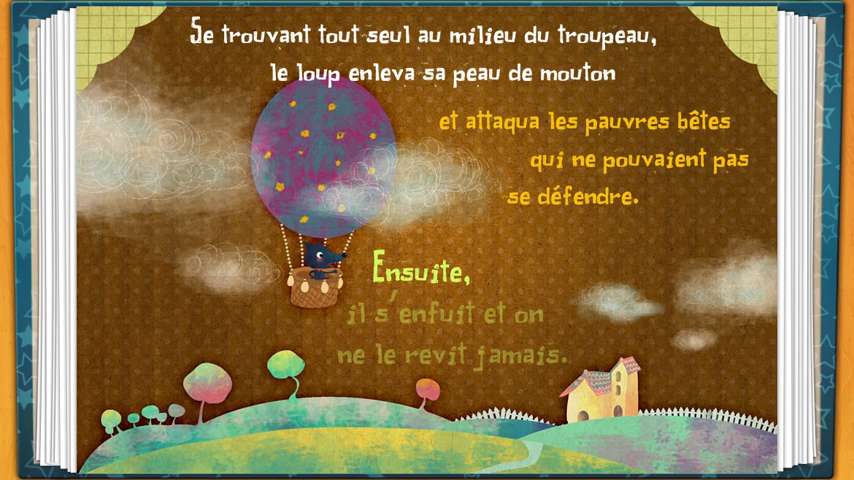 Se trouvant tout seul au milieu du troupeau,
le loup enleva sa peau de mouton
et attaqua les pauvres bêtes
qui ne pouvaient pas
se défendre.
Ensuite,
il s'enfuit et on
ne le revit jamais.